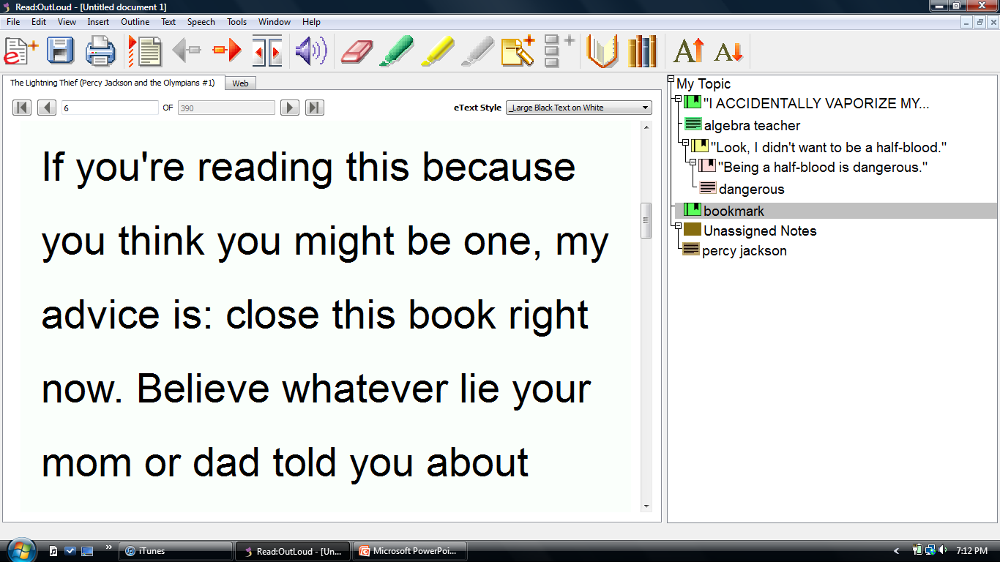 Read:OutLoud - [Untitled document 1]
File Edit View Insert Outline Text Speech Tools Window Help
The Lightning Thief (Percy Jackson and the Olympians #1) Web
6 OF 390 eText Style _Large Black Text on White
If you're reading this because
you think you might be one, my
advice is: close this book right
now. Believe whatever lie your
mom or dad told you about
My Topic
"I ACCIDENTALLY VAPORIZE MY...
algebra teacher
"Look, I didn't want to be a half-blood."
"Being a half-blood is dangerous."
dangerous
bookmark
Unassigned Notes
percy jackson
iTunes Read:OutLoud - [Un... Microsoft PowerPoi... 7:12 PM